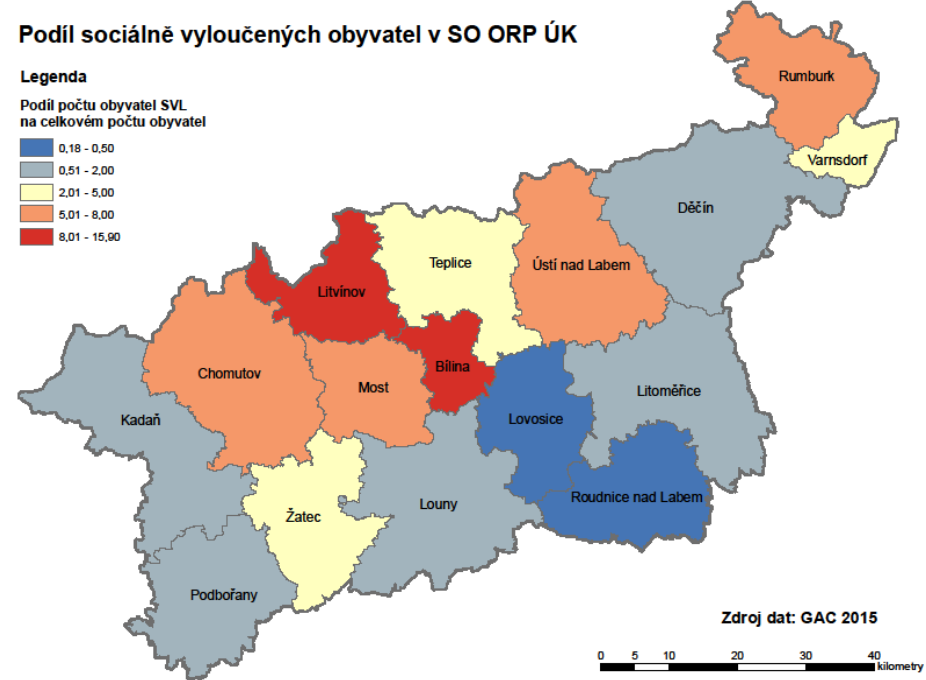 Podíl sociálně vyloučených obyvatel v SO ORP ÚK
Legenda
Podíl počtu obyvatel SVL
na celkovém počtu obyvatel
0,18 - 0,50
0,51 - 2,00
2,01 - 5,00
5,01 - 8,00
8,01 - 15,90
Rumburk
Varnsdorf
Děčín
Teplice
Ústí nad Labem
Litvínov
Bílina
Chomutov
Most
Litoměřice
Kadaň
Lovosice
Roudnice nad Labem
Louny
Žatec
Podbořany
Zdroj dat: GAC 2015
0 5 10 20 30 40
kilometry